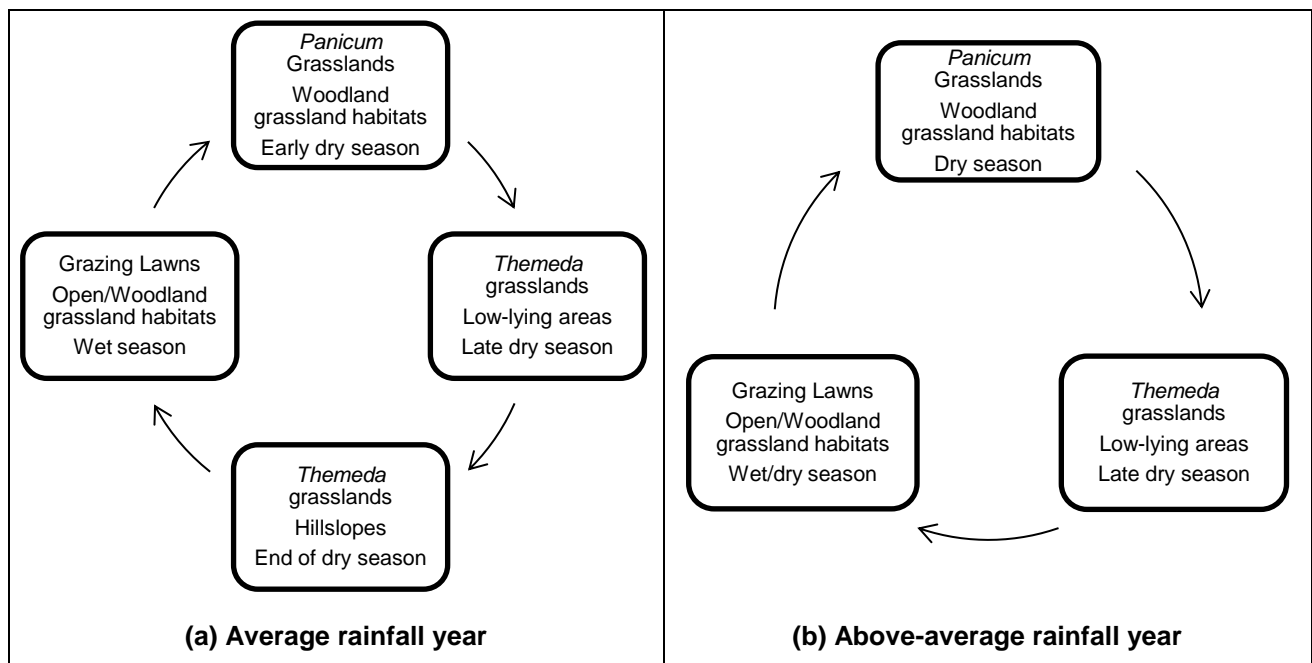 Panicum
Grasslands
Woodland
grassland habitats
Early dry season
Themeda
grasslands
Low-lying areas
Late dry season
Themeda
grasslands
Hillslopes
End of dry season
Grazing Lawns
Open/Woodland
grassland habitats
Wet season
(a) Average rainfall year
Panicum
Grasslands
Woodland
grassland habitats
Dry season
Themeda
grasslands
Low-lying areas
Late dry season
Grazing Lawns
Open/Woodland
grassland habitats
Wet/dry season
(b) Above-average rainfall year